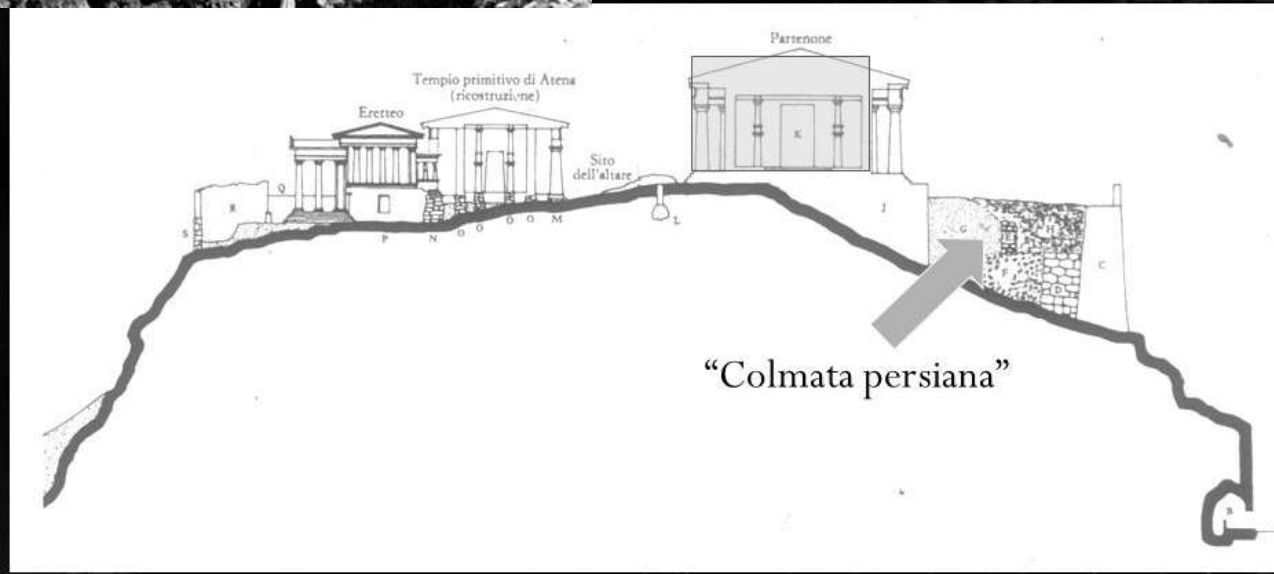 Partenone
Tempio primitivo di Atena
(ricostruzione)
Eretteo
K
Sito
dell'altare
Q
R
S
P
N
O
O
O
O
M
L
J
G
H
F
D
C
“Colmata persiana”
B